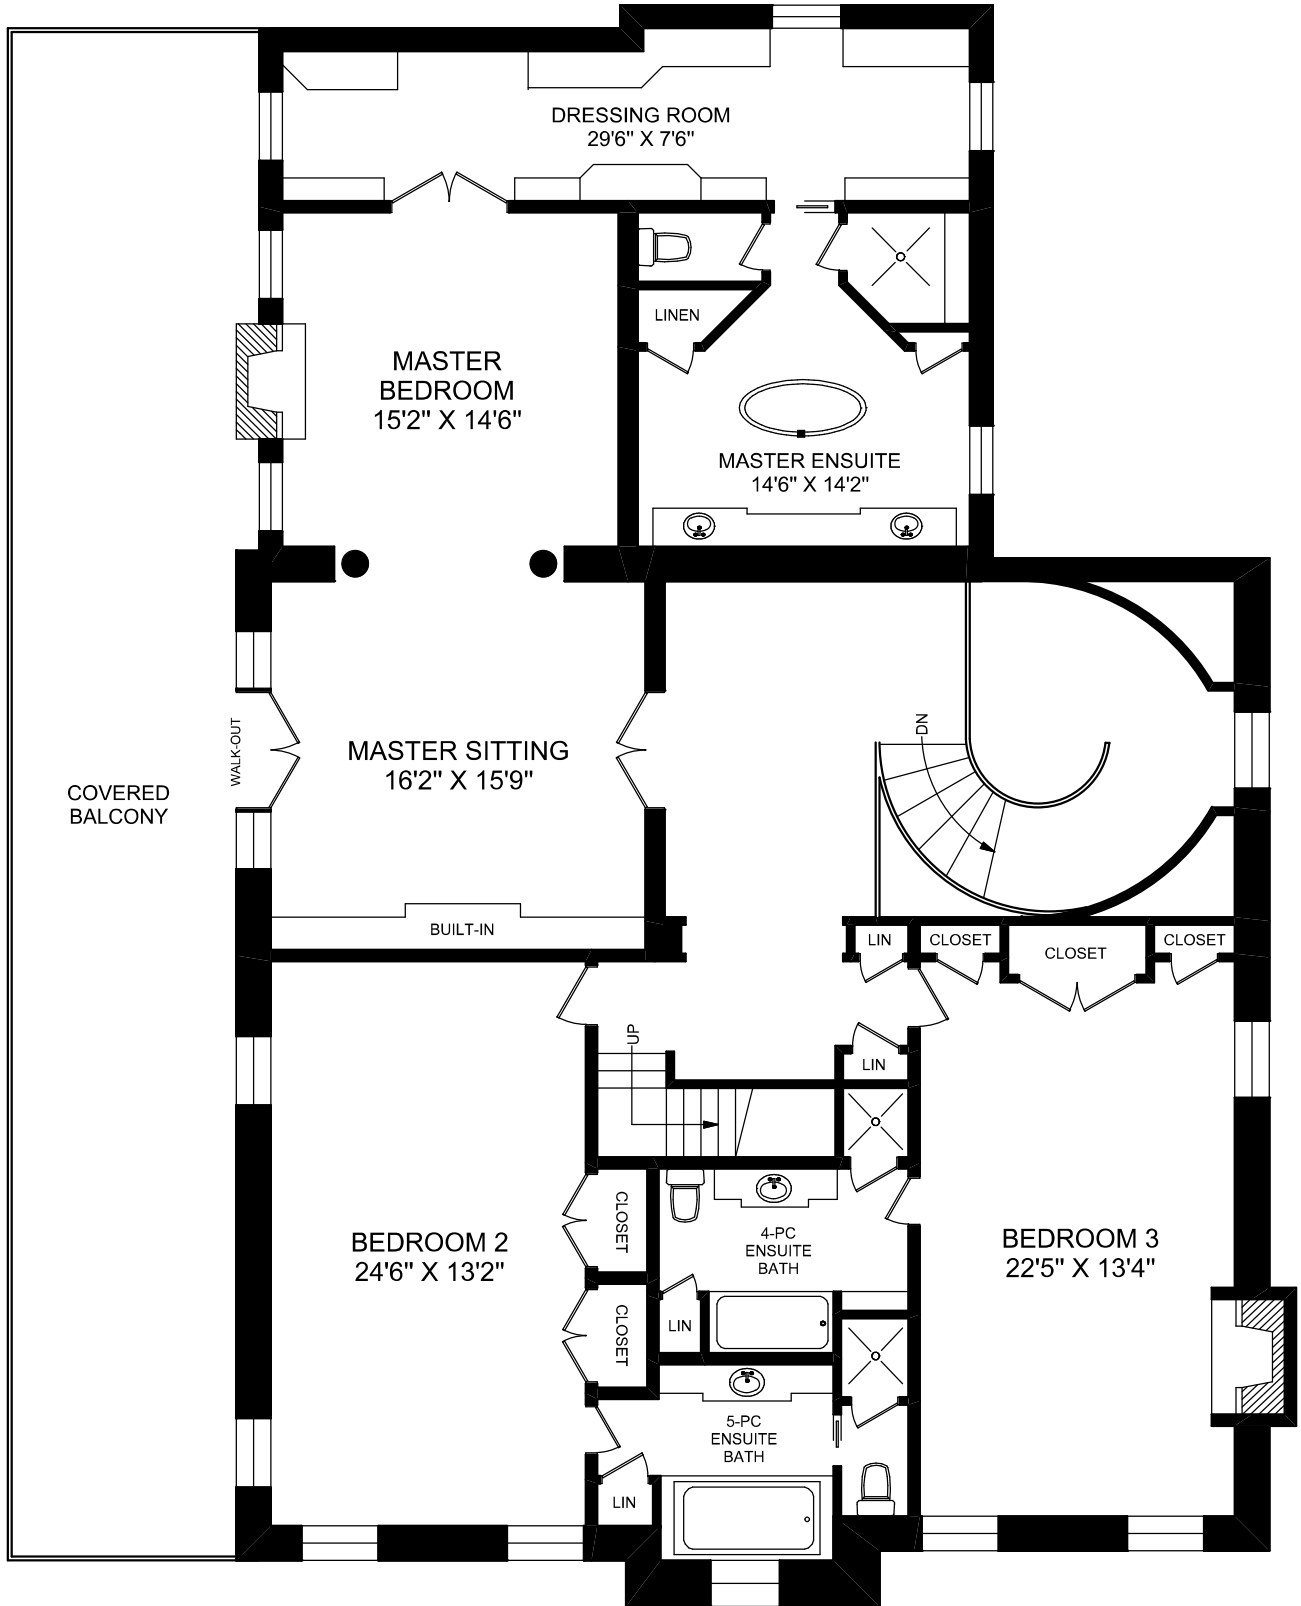 DRESSING ROOM
29'6" X 7'6"
LINEN
MASTER
BEDROOM
15'2" X 14'6"
MASTER ENSUITE
14'6" X 14'2"
DN
WALK-OUT
MASTER SITTING
16'2" X 15'9"
COVERED
BALCONY
BUILT-IN
LIN
CLOSET
CLOSET
CLOSET
UP
LIN
CLOSET
BEDROOM 2
24'6" X 13'2"
4-PC
ENSUITE
BATH
BEDROOM 3
22'5" X 13'4"
CLOSET
LIN
5-PC
ENSUITE
BATH
LIN